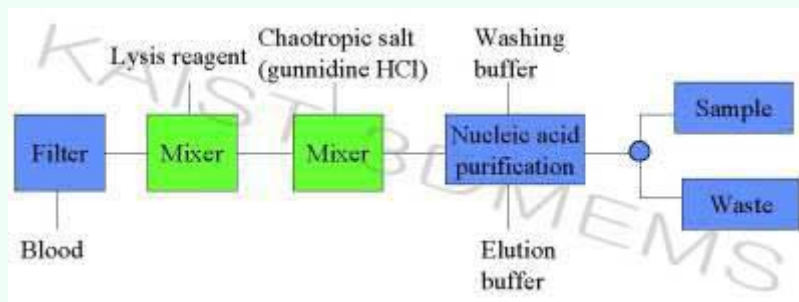 Lysis reagent
Chaotropic salt
(gunnidine HCl)
Washing
buffer
Filter
Mixer
Mixer
Nucleic acid
purification
Sample
Waste
Blood
Elution
buffer
KAIST 3DMEMS